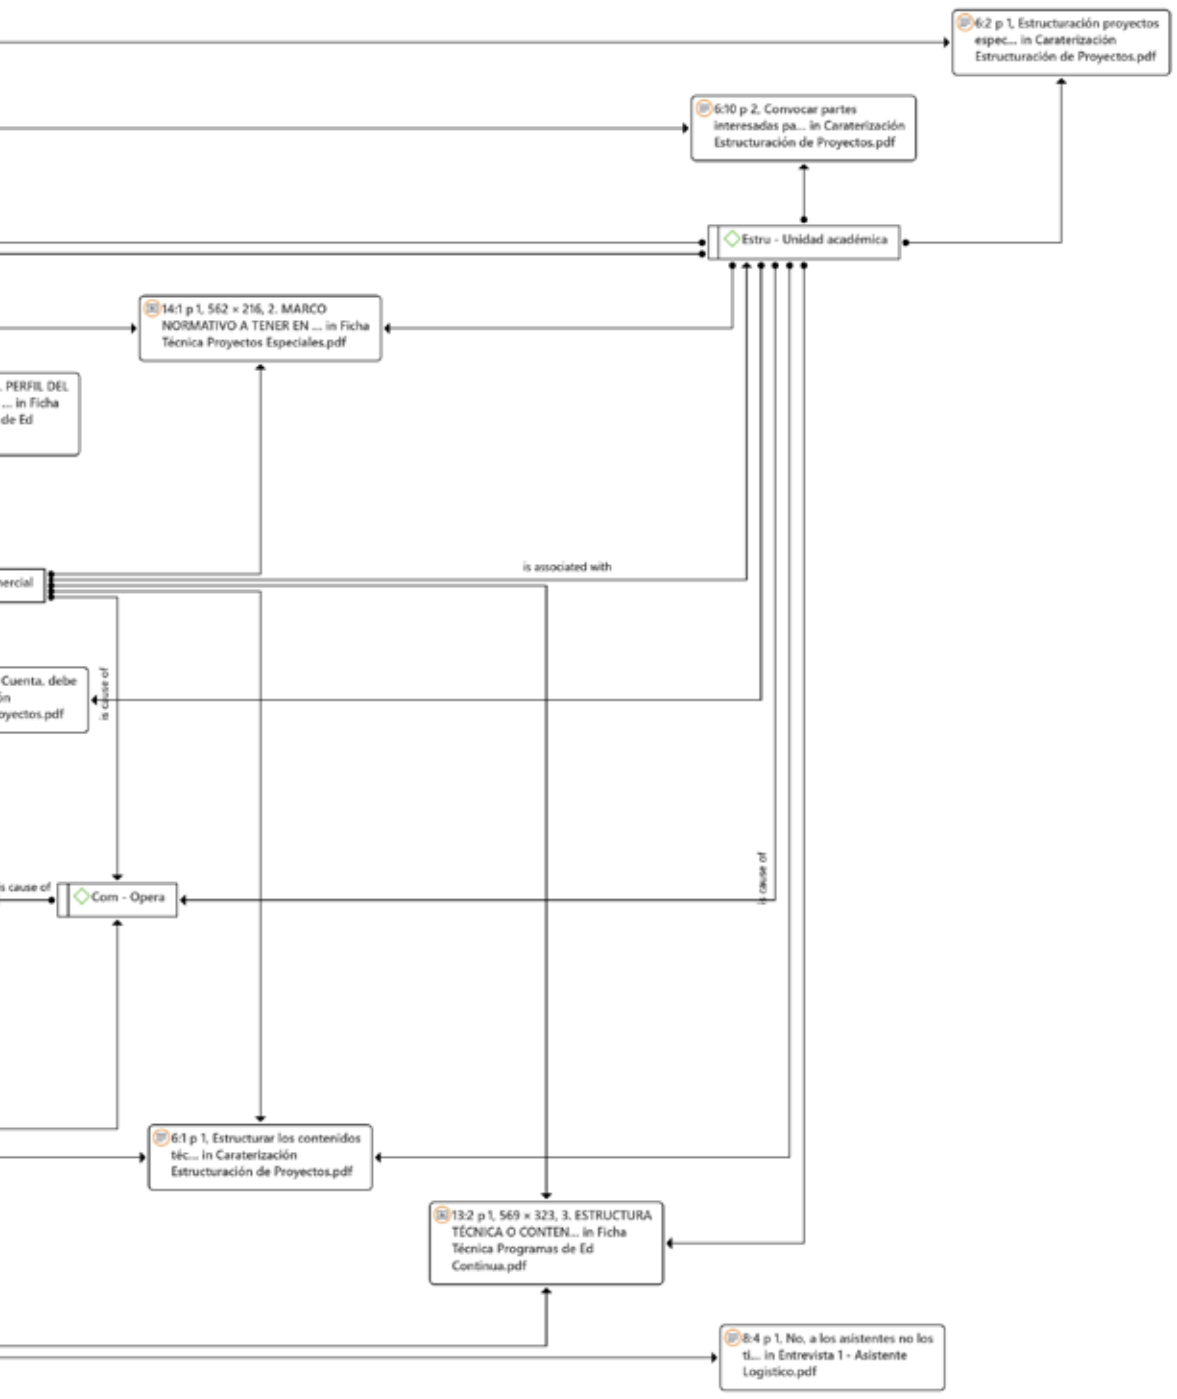 6:2 p 1, Estructuración proyectos
espec... in Caraterización
Estructuración de Proyectos.pdf
6:10 p 2, Convocar partes
interesadas pa... in Caraterización
Estructuración de Proyectos.pdf
Estru - Unidad académica
14:1 p 1, 562 × 216, 2. MARCO
NORMATIVO A TENER EN ... in Ficha
Técnica Proyectos Especiales.pdf
. PERFIL DEL
... in Ficha
de Ed
is associated with
nercial
Cuenta, debe
ón
oyectos.pdf
is cause of
is cause of
is cause of
Com - Opera
6:1 p 1, Estructurar los contenidos
téc... in Caraterización
Estructuración de Proyectos.pdf
13:2 p 1, 569 × 323, 3. ESTRUCTURA
TÉCNICA O CONTEN... in Ficha
Técnica Programas de Ed
Continua.pdf
8:4 p 1, No, a los asistentes no los
ti... in Entrevista 1 - Asistente
Logistico.pdf